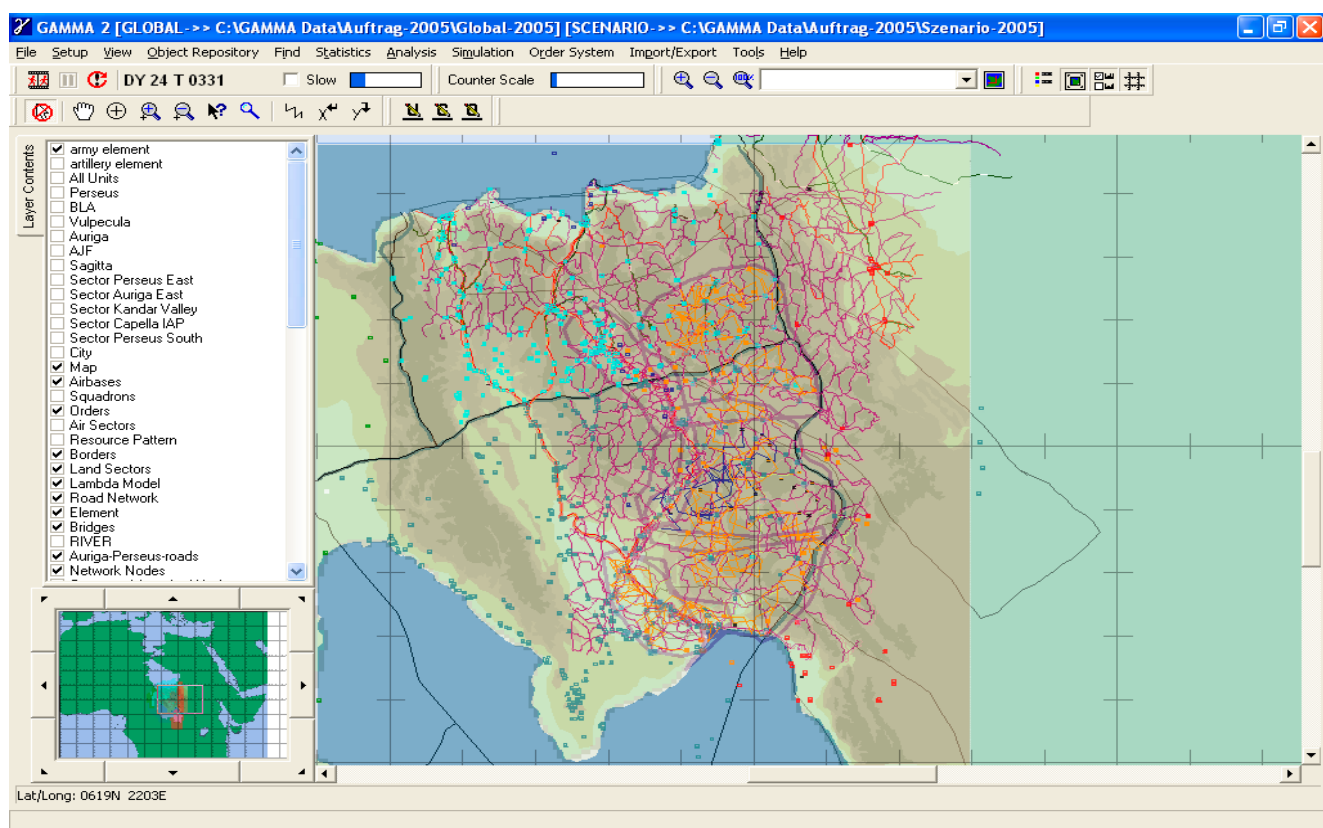 GAMMA 2 [GLOBAL->> C:\GAMMA Data\Auftrag-2005\Global-2005] [SCENARIO->> C:\GAMMA Data\Auftrag-2005\Szenario-2005]
File Setup View Object Repository Find Statistics Analysis Simulation Order System Import/Export Tools Help
DY 24 T 0331 Slow Counter Scale
Layer Contents
army element
artillery element
All Units
Perseus
BLA
Vulpecula
Auriga
AJF
Sagitta
Sector Perseus East
Sector Auriga East
Sector Kandar Valley
Sector Capella IAP
Sector Perseus South
City
Map
Airbases
Squadrons
Orders
Air Sectors
Resource Pattern
Borders
Land Sectors
Lambda Model
Road Network
Element
Bridges
RIVER
Auriga-Perseus-roads
Network Nodes
Lat/Long: 0619N 2203E